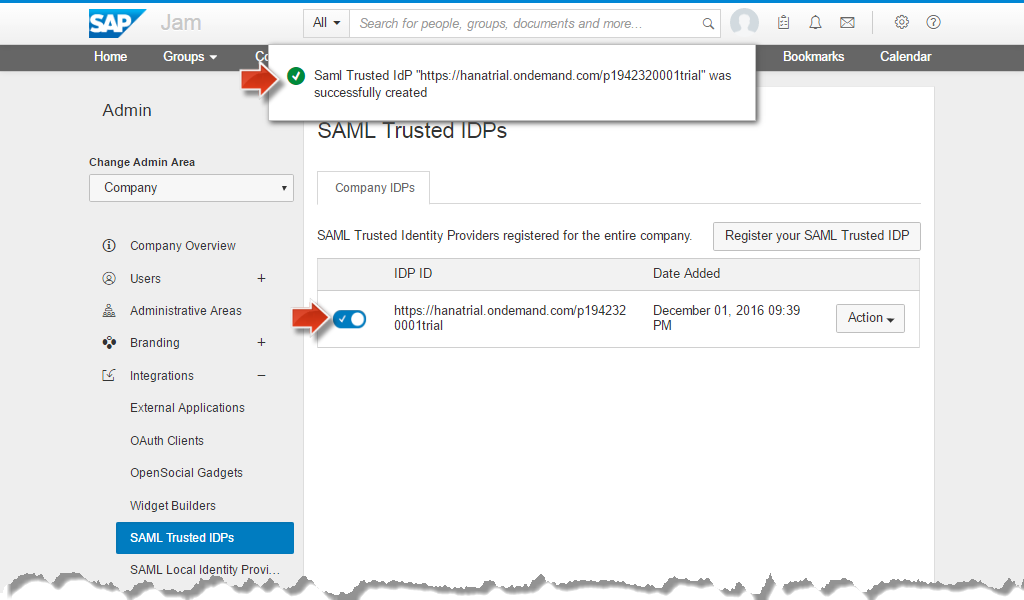 SAP Jam
All
Search for people, groups, documents and more...
Home
Groups
Co
Bookmarks
Calendar
Saml Trusted IdP "https://hanatrial.ondemand.com/p1942320001trial" was
successfully created
Admin
Change Admin Area
Company
Company Overview
Users +
Administrative Areas
Branding +
Integrations −
External Applications
OAuth Clients
OpenSocial Gadgets
Widget Builders
SAML Trusted IDPs
SAML Local Identity Provi...
SAML Trusted IDPs
Company IDPs
SAML Trusted Identity Providers registered for the entire company.
Register your SAML Trusted IDP
IDP ID
Date Added
https://hanatrial.ondemand.com/p194232
0001trial
December 01, 2016 09:39
PM
Action